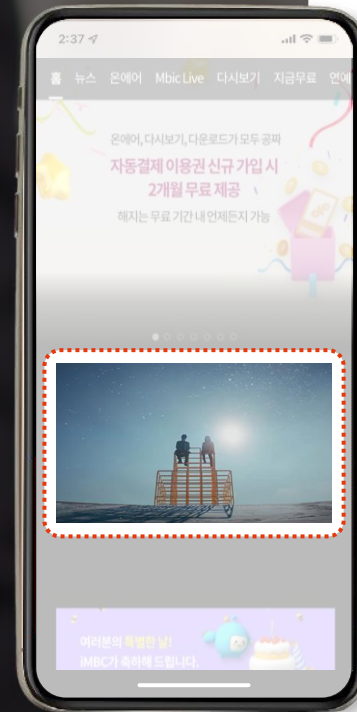 2:37
홈 뉴스 온에어 Mbic Live 다시보기 지금무료 연예
온에어, 다시보기, 다운로드가 모두 공짜
자동결제 이용권 신규 가입 시
2개월 무료 제공
해지는 무료 기간 내 언제든지 가능
여러분의 특별한 날!
iMBC가 축하해 드립니다.